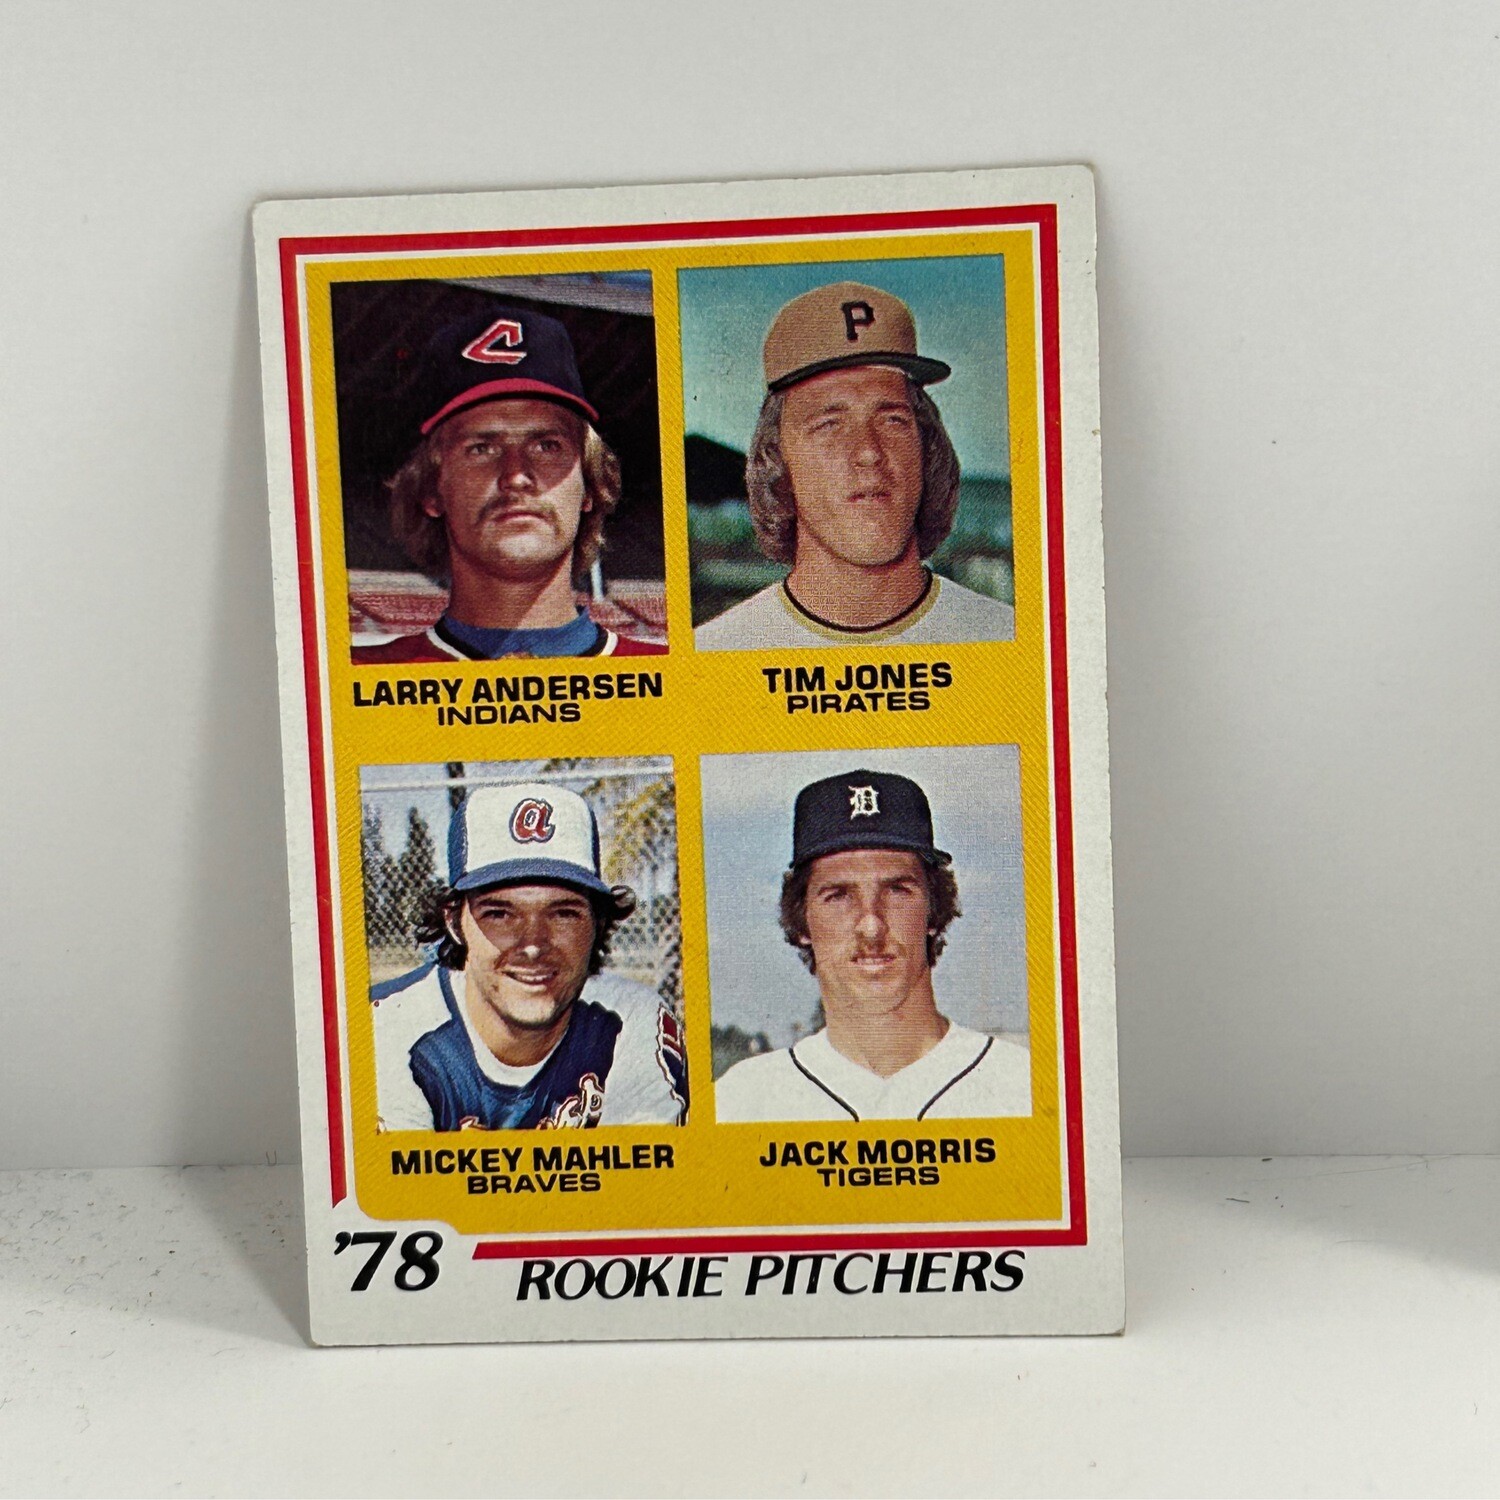 C
P
LARRY ANDERSEN
INDIANS
TIM JONES
PIRATES
a
D
MICKEY MAHLER
BRAVES
JACK MORRIS
TIGERS
'78
ROOKIE PITCHERS